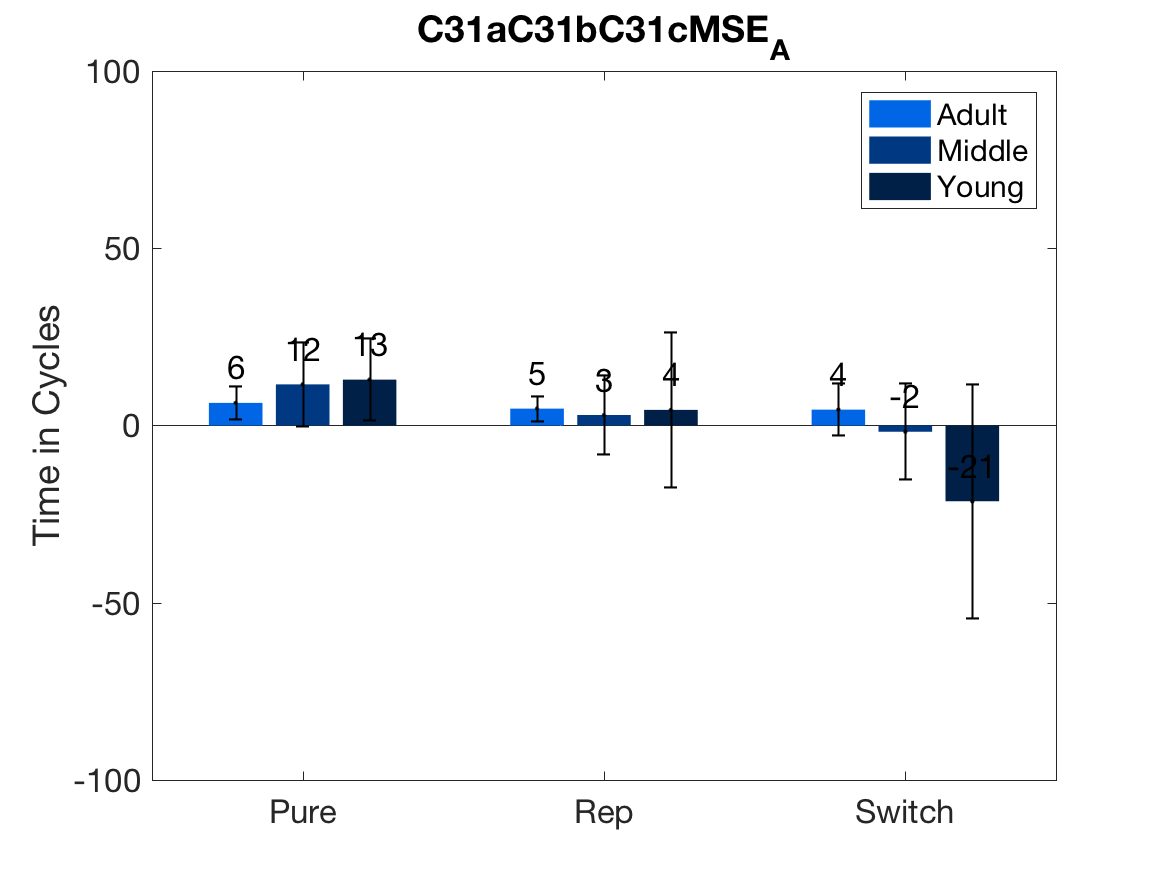 C31aC31bC31cMSE_A
100
50
0
-50
-100
Time in Cycles
Adult
Middle
Young
6
12
13
5
3
4
4
-2
-21
Pure
Rep
Switch